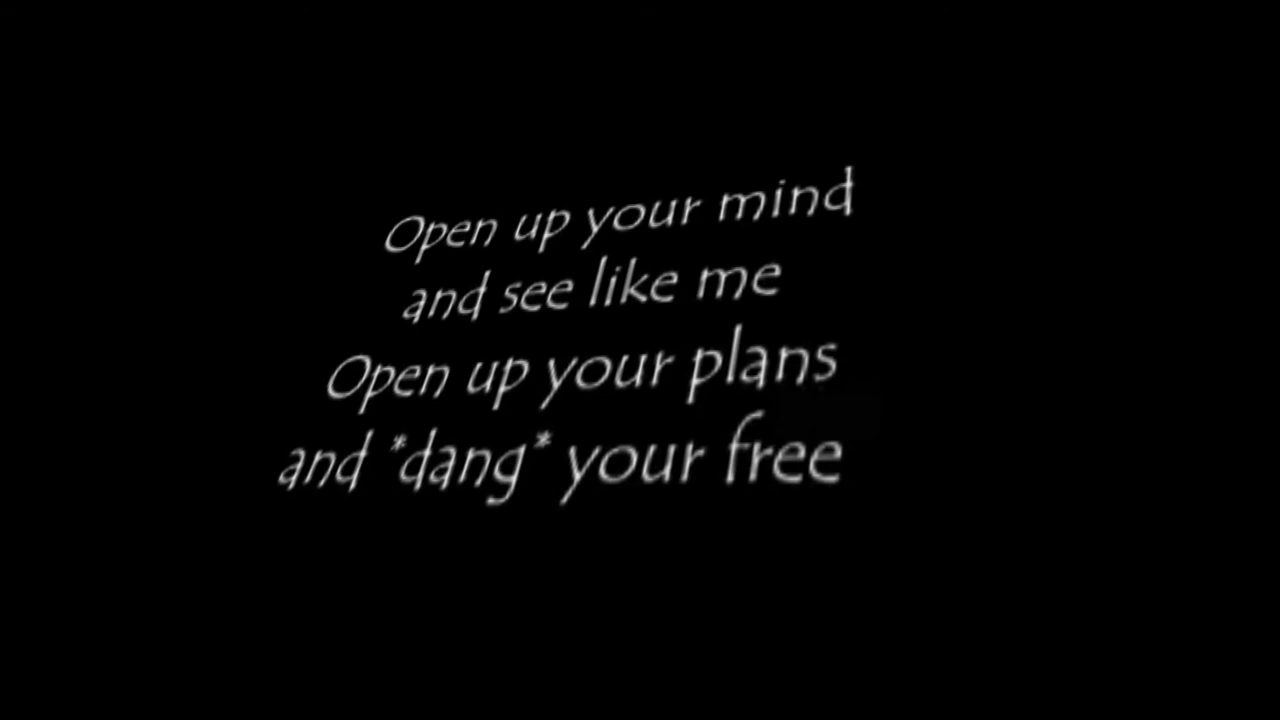 Open up your mind
and see like me
Open up your plans
and *dang* your free